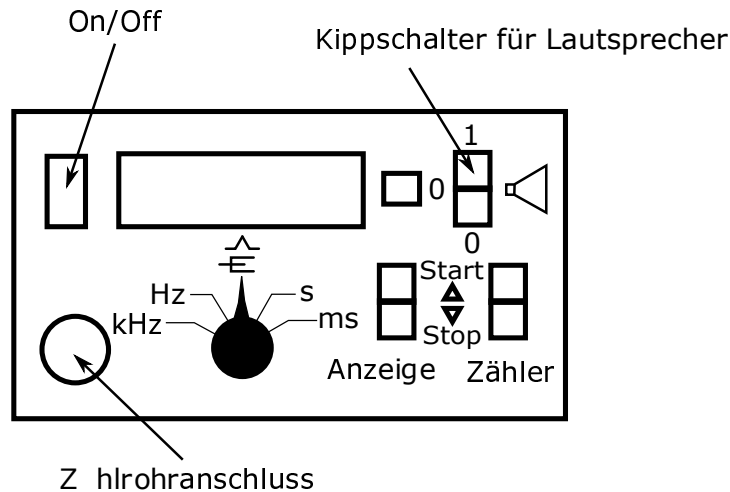 On/Off
Kippschalter für Lautsprecher
1
0
0
Hz
s
kHz
ms
Start
Stop
Anzeige
Zähler
Z hlrohranschluss